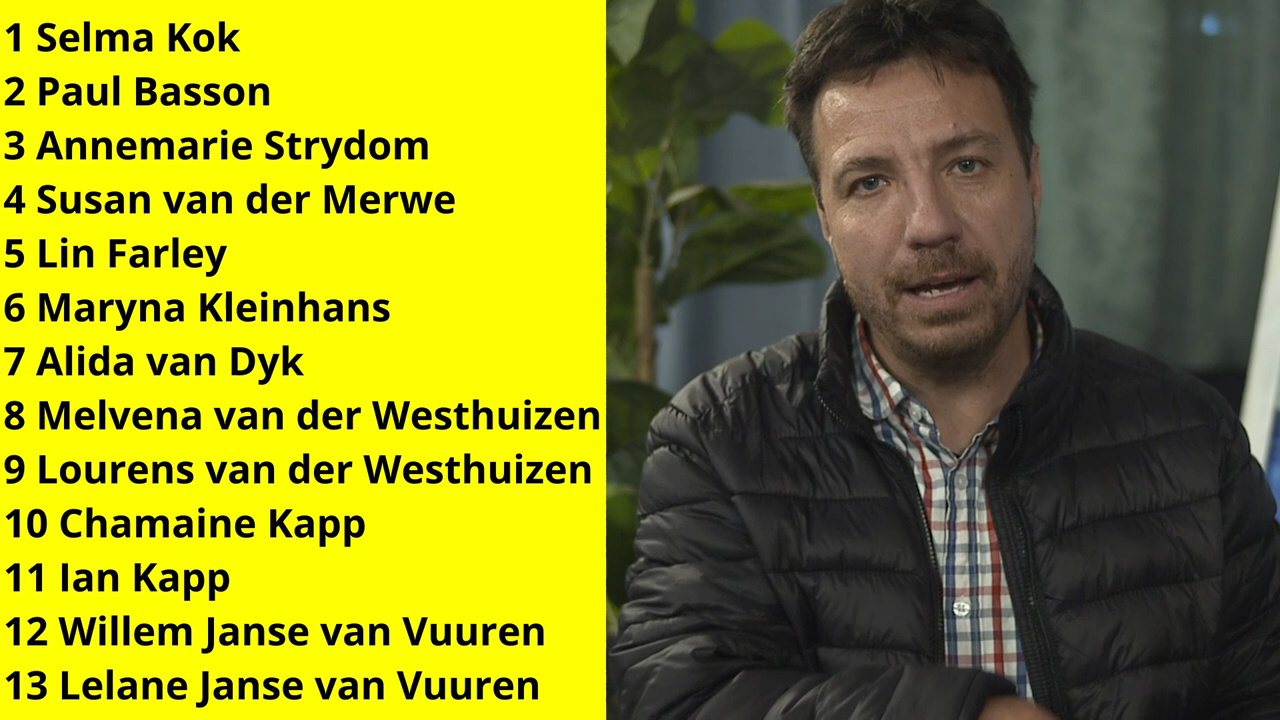 1 Selma Kok
2 Paul Basson
3 Annemarie Strydom
4 Susan van der Merwe
5 Lin Farley
6 Maryna Kleinhans
7 Alida van Dyk
8 Melvena van der Westhuizen
9 Lourens van der Westhuizen
10 Chamaine Kapp
11 Ian Kapp
12 Willem Janse van Vuuren
13 Lelane Janse van Vuuren